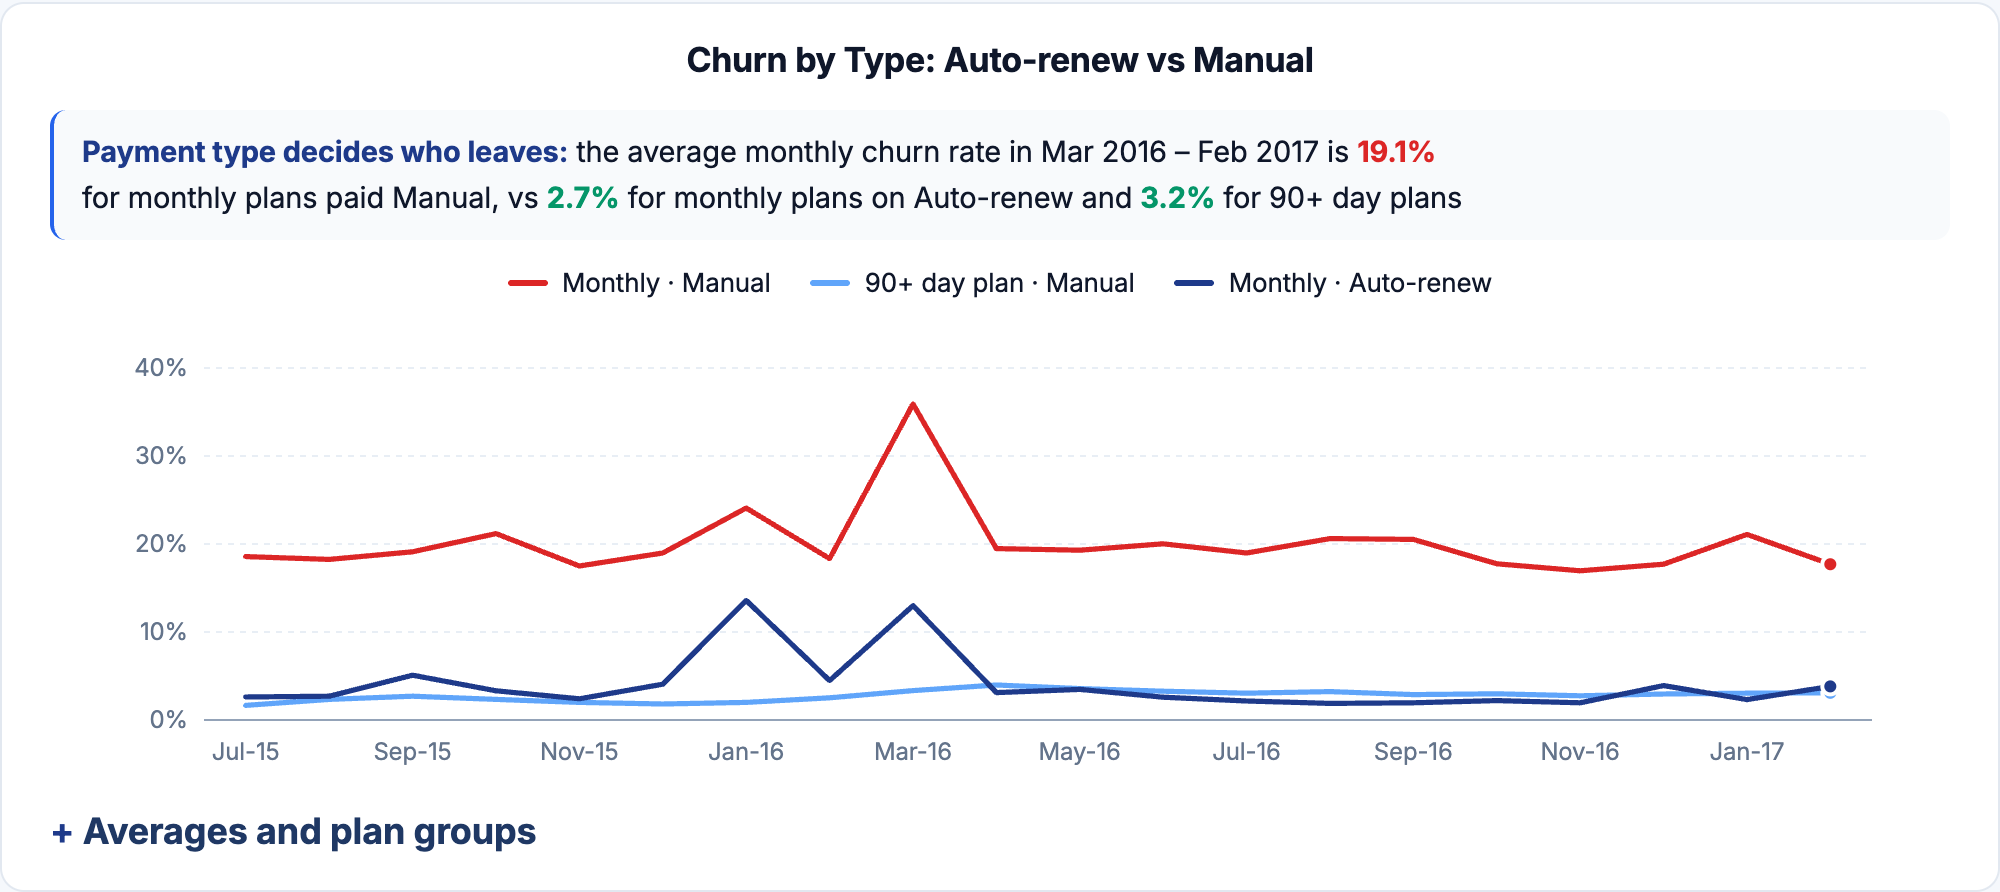 Churn by Type: Auto-renew vs Manual
Payment type decides who leaves: the average monthly churn rate in Mar 2016 – Feb 2017 is 19.1%
for monthly plans paid Manual, vs 2.7% for monthly plans on Auto-renew and 3.2% for 90+ day plans
Monthly · Manual
90+ day plan · Manual
Monthly · Auto-renew
40%
30%
20%
10%
0%
Jul-15
Sep-15
Nov-15
Jan-16
Mar-16
May-16
Jul-16
Sep-16
Nov-16
Jan-17
+ Averages and plan groups